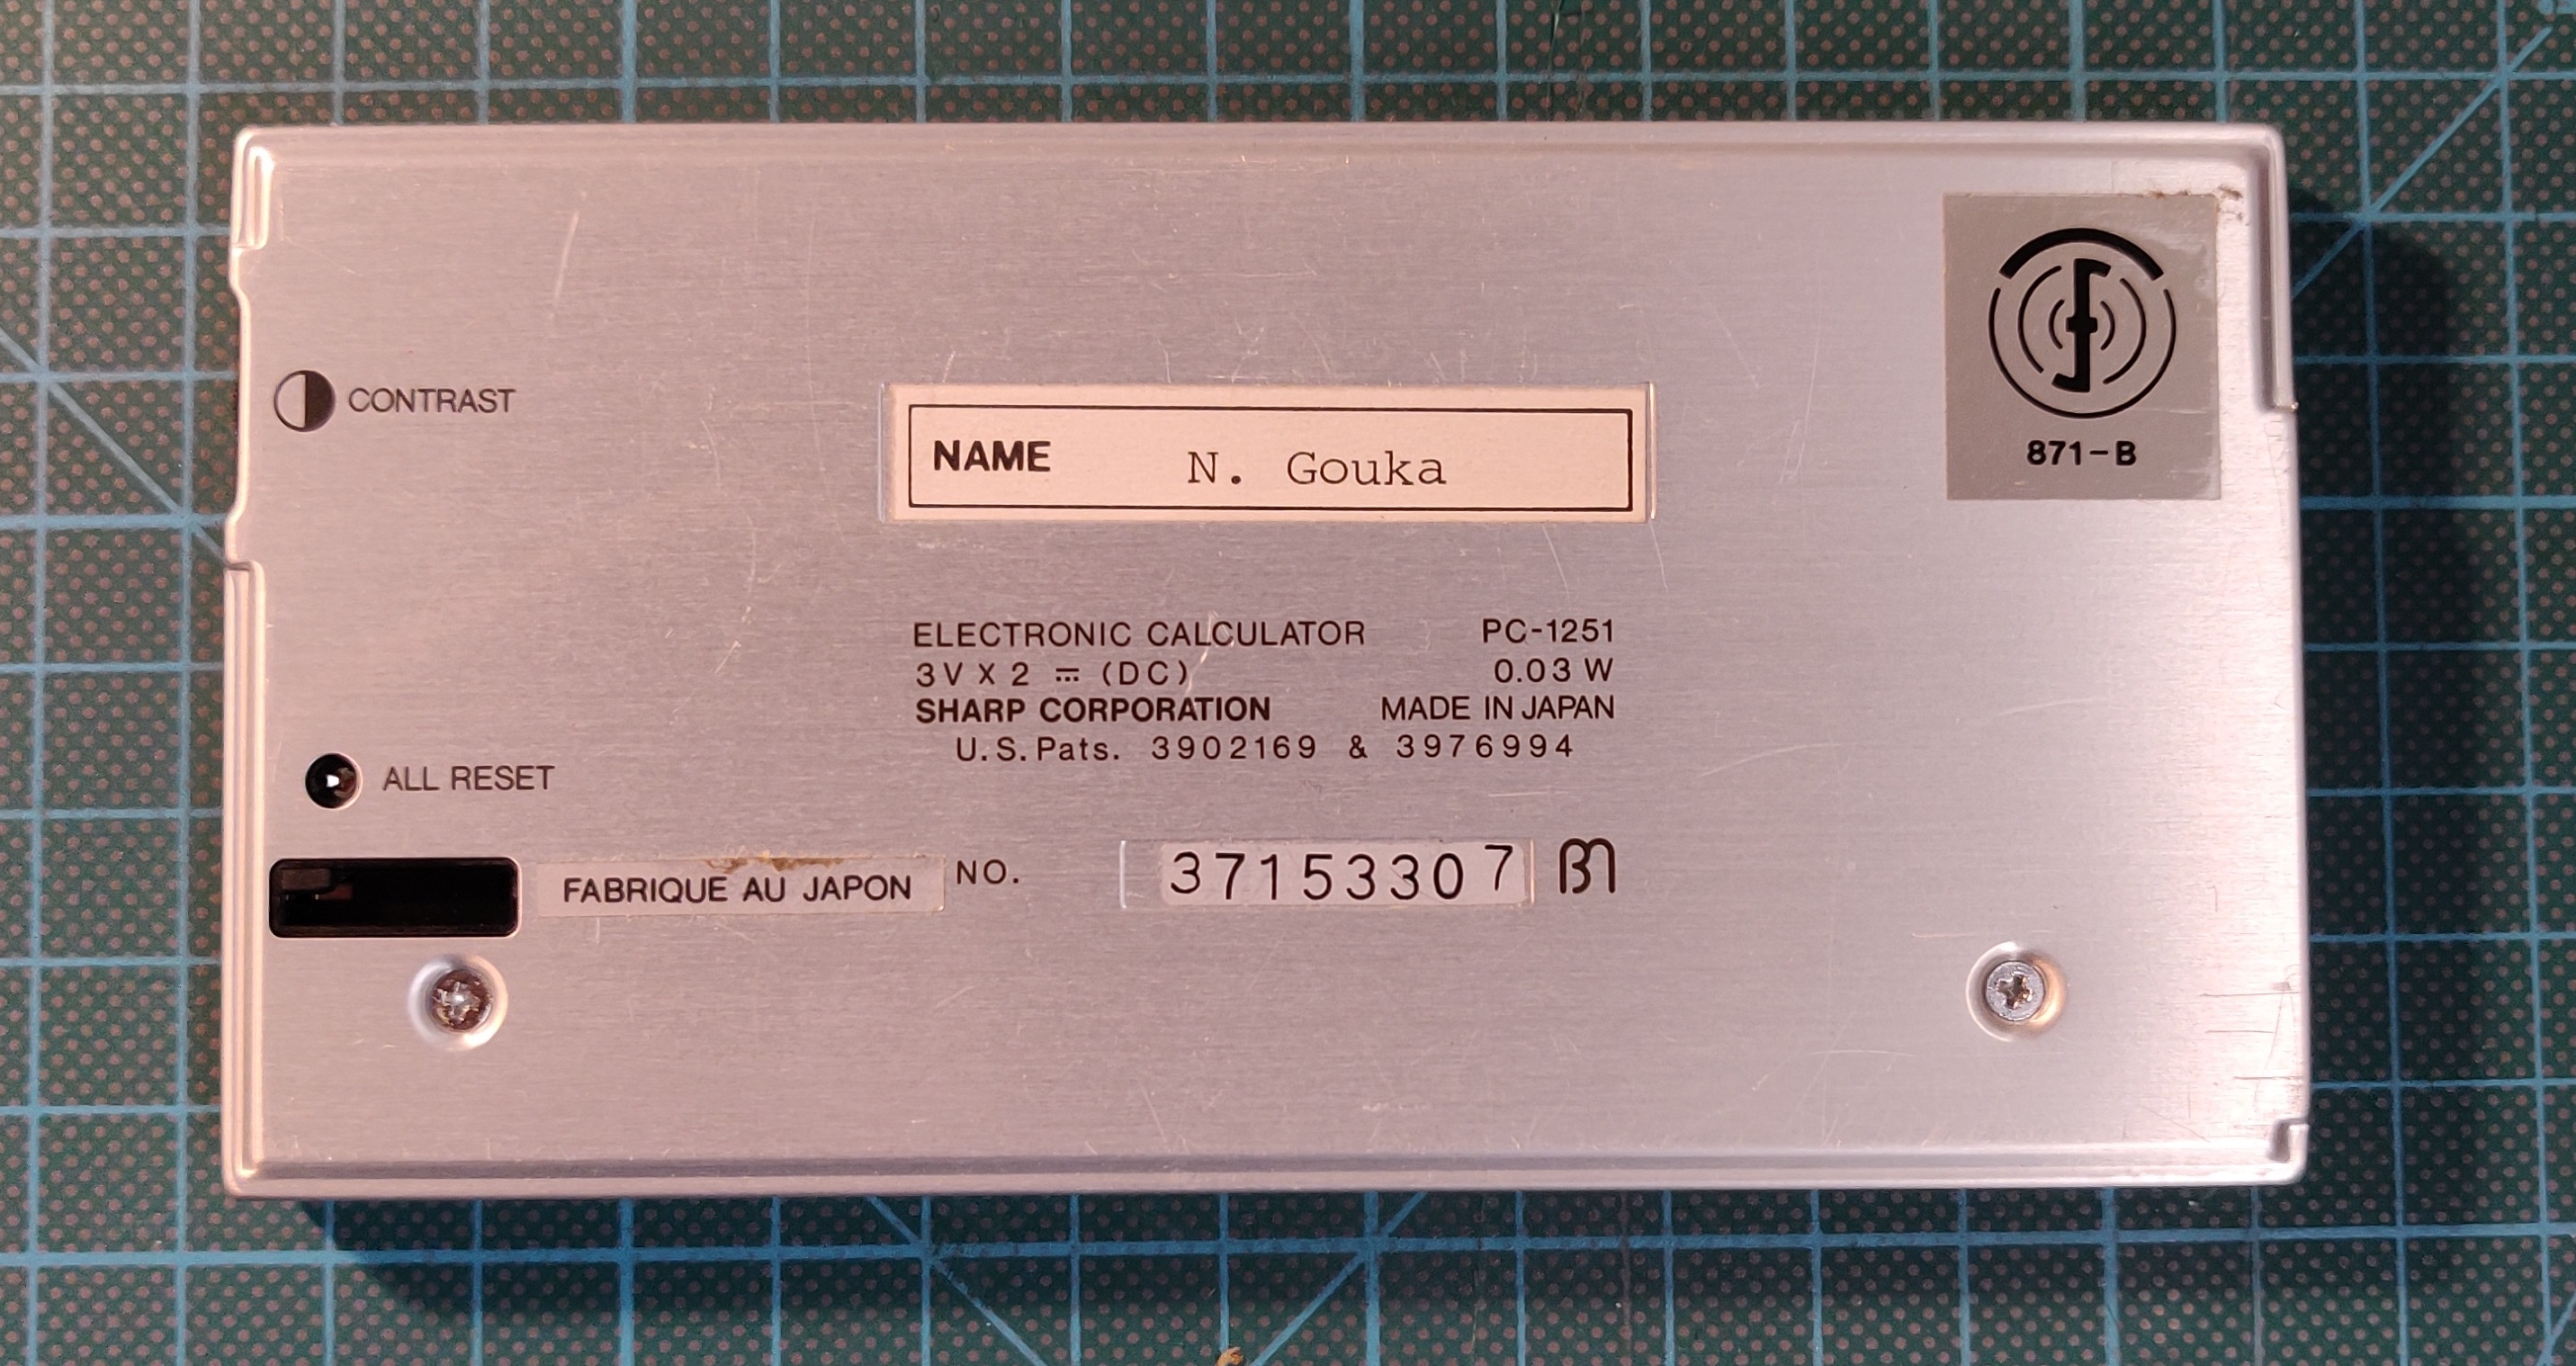 871-B
CONTRAST
NAME N. Gouka
ELECTRONIC CALCULATOR PC-1251
3V X 2 ⎓ (DC) 0.03 W
SHARP CORPORATION MADE IN JAPAN
U.S. Pats. 3902169 & 3976994
ALL RESET
FABRIQUE AU JAPON NO. 37153307